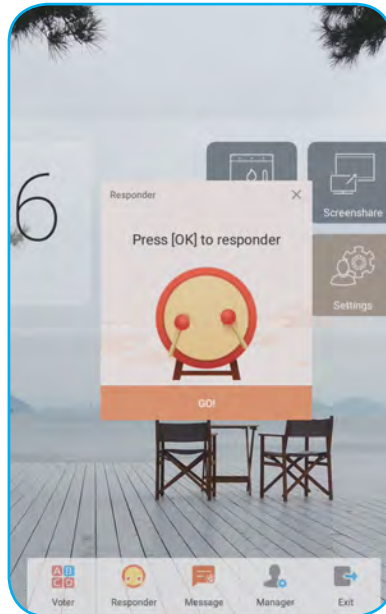 6
Responder ×
Press [OK] to responder
Screenshare
Settings
GO!
A B
C D
Voter Responder Message Manager Exit